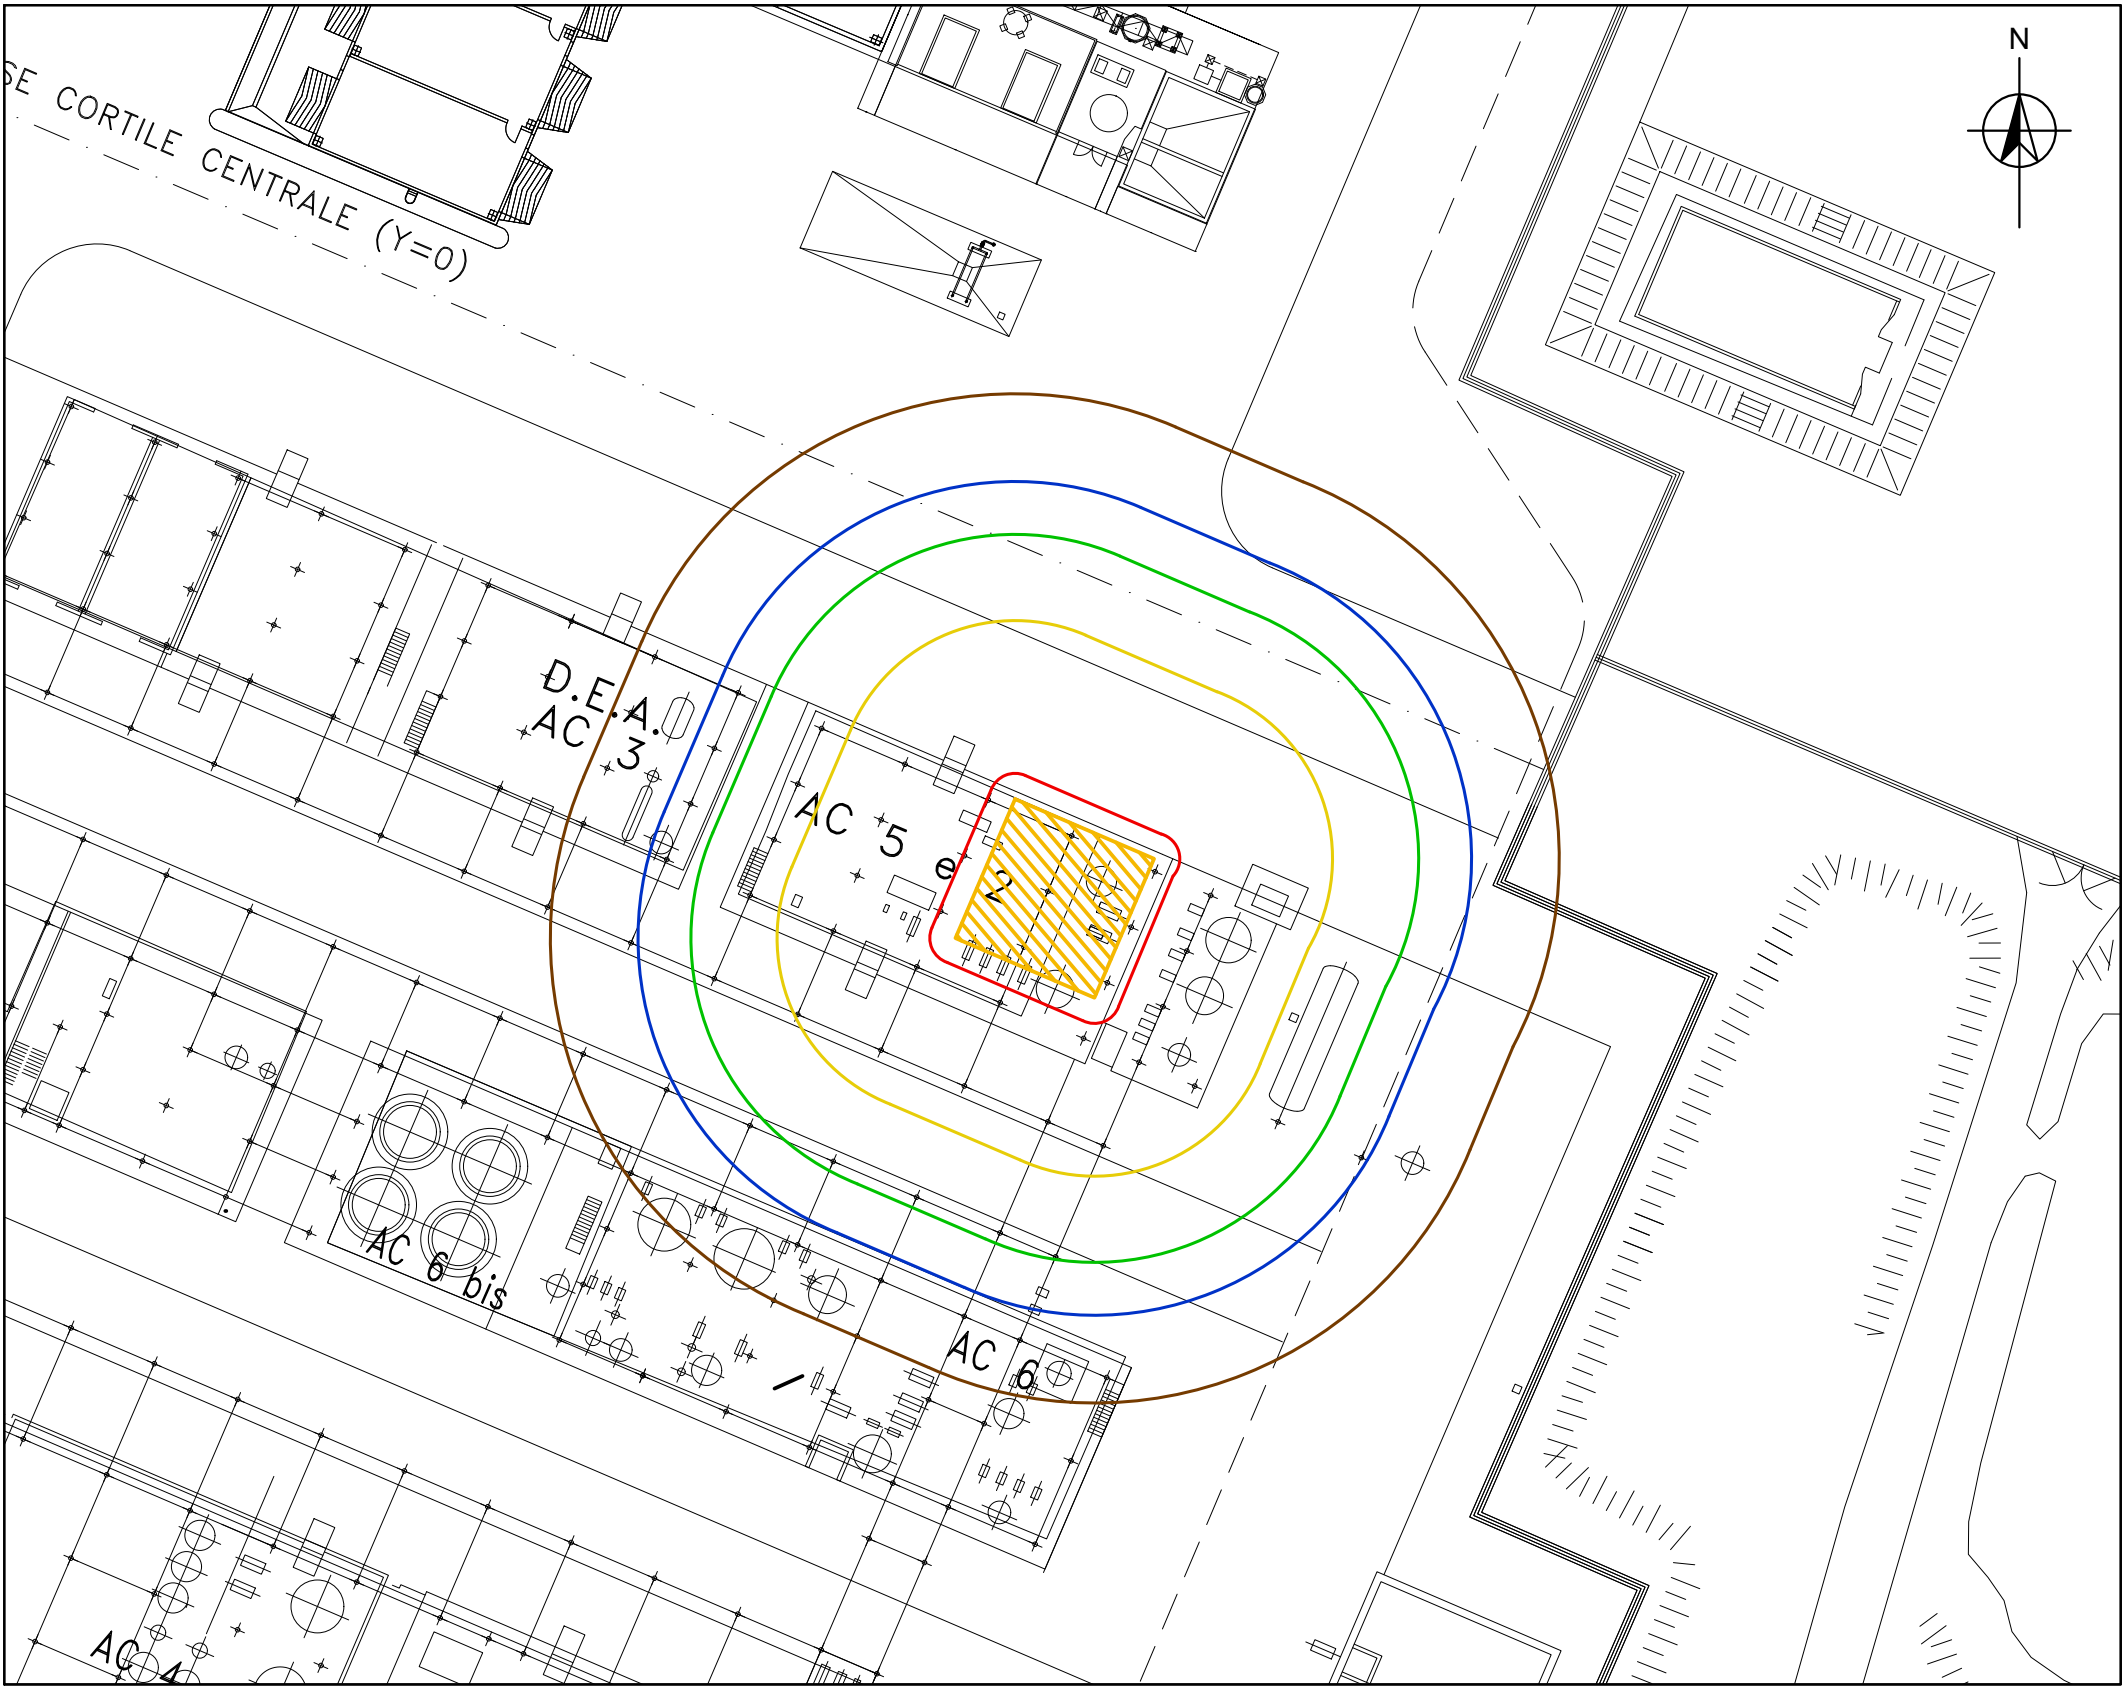 N
SE CORTILE CENTRALE (Y=0)
D.E.A.
AC 3
AC 5 e 2
AC 6 bis
AC 6
AC 4